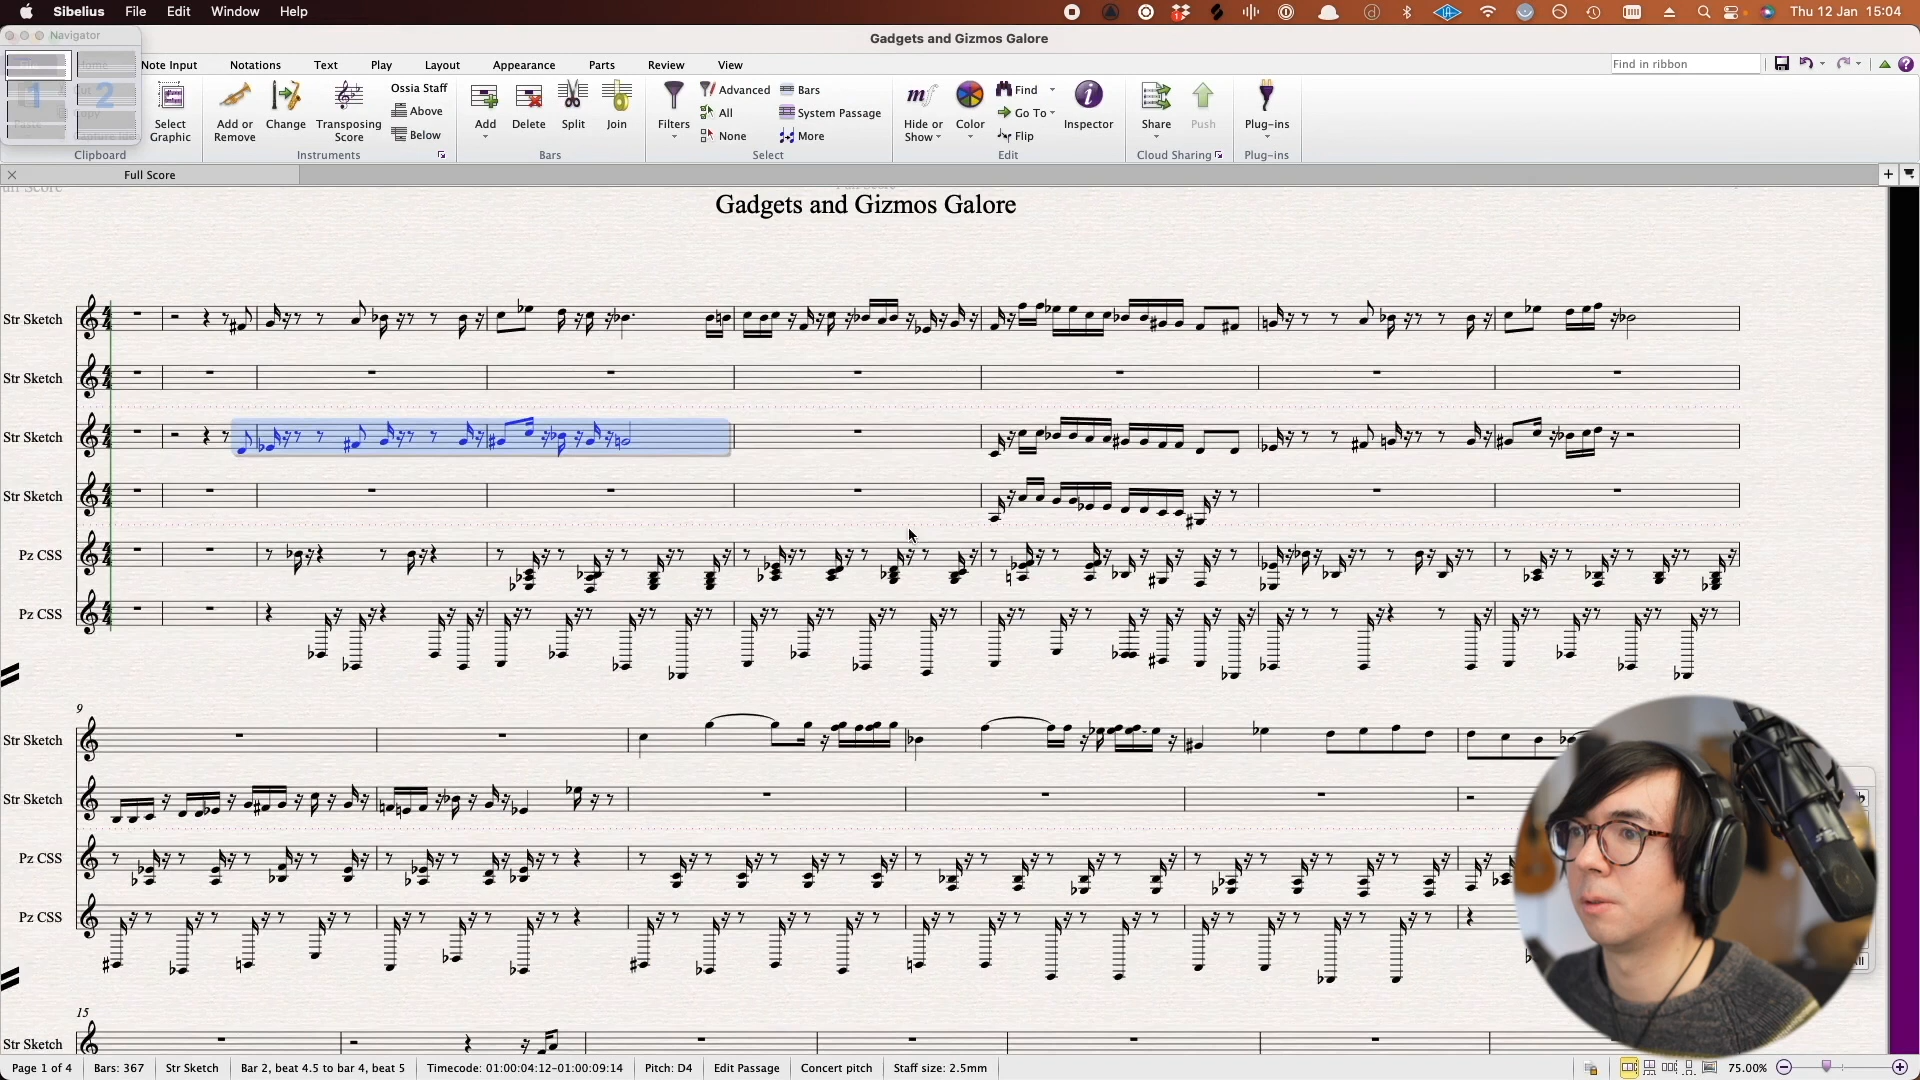 Sibelius File Edit Window Help
Thu 12 Jan 15:04
Navigator
Gadgets and Gizmos Galore
Note Input Notations Text Play Layout Appearance Parts Review View
Find in ribbon
1 2
Select Graphic
Clipboard
Add or Remove
Change
Transposing Score
Ossia Staff
Above
Below
Instruments
Add
Delete
Split
Join
Bars
Filters
Advanced
All
None
Bars
System Passage
More
Select
Hide or Show
Color
Find
Go To
Flip
Inspector
Edit
Share
Push
Cloud Sharing
Plug-ins
Plug-ins
Full Score
Gadgets and Gizmos Galore
Str Sketch
Str Sketch
Str Sketch
Str Sketch
Pz CSS
Pz CSS
9
Str Sketch
Str Sketch
Pz CSS
Pz CSS
15
Str Sketch
Page 1 of 4 Bars: 367 Str Sketch Bar 2, beat 4.5 to bar 4, beat 5 Timecode: 01:00:04:12-01:00:09:14 Pitch: D4 Edit Passage Concert pitch Staff size: 2.5mm 75.00%